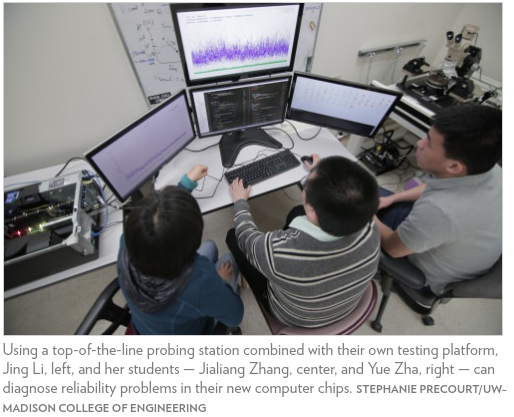 Using a top-of-the-line probing station combined with their own testing platform,
Jing Li, left, and her students — Jialiang Zhang, center, and Yue Zha, right — can
diagnose reliability problems in their new computer chips. STEPHANIE PRECOURT/UW-
MADISON COLLEGE OF ENGINEERING